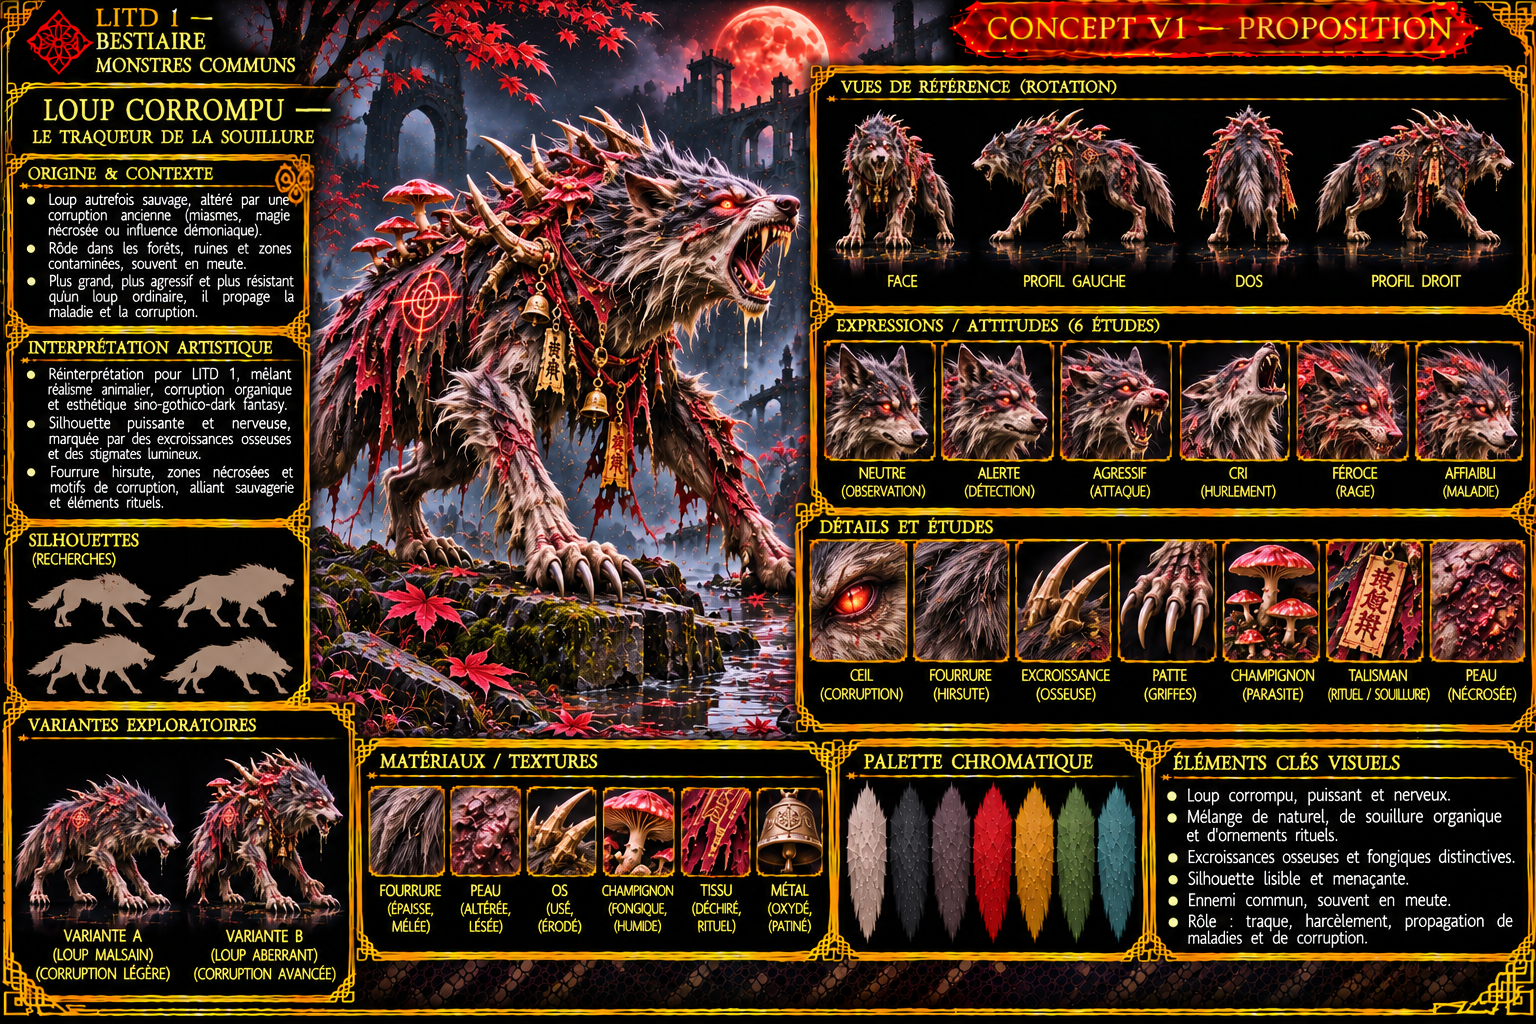 LITD 1 –
BESTIAIRE
MONSTRES COMMUNS
CONCEPT V1 – PROPOSITION
LOUP CORROMPU —
LE TRAQUEUR DE LA SOUILLURE
ORIGINE & CONTEXTE
Loup autrefois sauvage, altéré par une
corruption ancienne (miasmes, magie
nécrosée ou influence démoniaque).
Rôde dans les forêts, ruines et zones
contaminées, souvent en meute.
Plus grand, plus agressif et plus résistant
qu'un loup ordinaire, il propage la
maladie et la corruption.
INTERPRÉTATION ARTISTIQUE
Réinterprétation pour LITD 1, mêlant
réalisme animalier, corruption organique
et esthétique sino-gothico-dark fantasy.
Silhouette puissante et nerveuse,
marquée par des excroissances osseuses
et des stigmates lumineux.
Fourrure hirsute, zones nécrosées et
motifs de corruption, alliant sauvagerie
et éléments rituels.
SILHOUETTES
(RECHERCHES)
VARIANTES EXPLORATOIRES
VARIANTE A
(LOUP MALSAIN)
(CORRUPTION LÉGÈRE)
VARIANTE B
(LOUP ABERRANT)
(CORRUPTION AVANCÉE)
VUES DE RÉFÉRENCE (ROTATION)
FACE
PROFIL GAUCHE
DOS
PROFIL DROIT
EXPRESSIONS / ATTITUDES (6 ÉTUDES)
NEUTRE
(OBSERVATION)
ALERTE
(DÉTECTION)
AGRESSIF
(ATTAQUE)
CRI
(HURLEMENT)
FÉROCE
(RAGE)
AFFIAIBLI
(MALADIE)
DÉTAILS ET ÉTUDES
CEIL
(CORRUPTION)
FOURRURE
(HIRSUTE)
EXCROISSANCE
(OSSEUSE)
PATTE
(GRIFFES)
CHAMPIGNON
(PARASITE)
TALISMAN
(RITUEL / SOUILLURE)
PEAU
(NÉCROSÉE)
MATÉRIAUX / TEXTURES
FOURRURE
(ÉPAISSE,
MÊLÉE)
PEAU
(ALTÉRÉE,
LÉSÉE)
OS
(USÉ,
ÉRODÉ)
CHAMPIGNON
(FONGIQUE,
HUMIDE)
TISSU
(DÉCHIRÉ,
RITUEL)
MÉTAL
(OXYDÉ,
PATINÉ)
PALETTE CHROMATIQUE
ÉLÉMENTS CLÉS VISUELS
Loup corrompu, puissant et nerveux.
Mélange de naturel, de souillure organique
et d'ornements rituels.
Excroissances osseuses et fongiques distinctives.
Silhouette lisible et menaçante.
Ennemi commun, souvent en meute.
Rôle : traque, harcèlement, propagation de
maladies et de corruption.